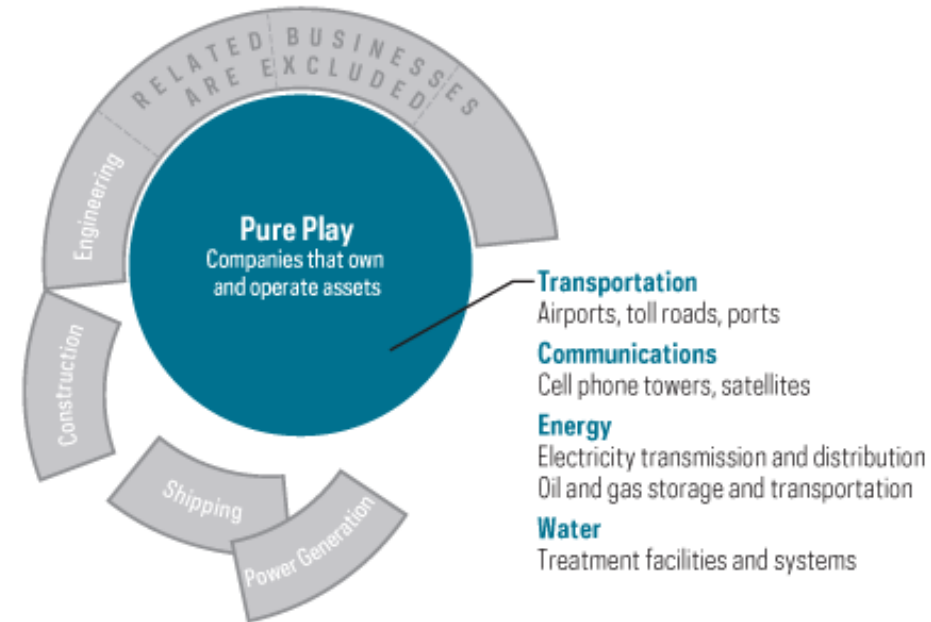 RELATED BUSINESSES
ARE EXCLUDED
Engineering
Construction
Shipping
Power Generation
Pure Play
Companies that own
and operate assets
Transportation
Airports, toll roads, ports
Communications
Cell phone towers, satellites
Energy
Electricity transmission and distribution
Oil and gas storage and transportation
Water
Treatment facilities and systems